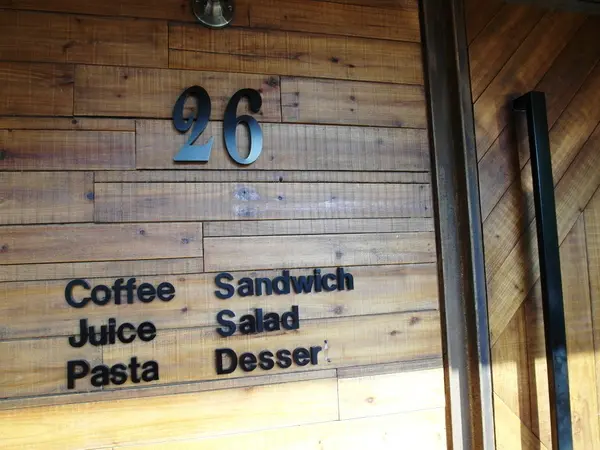 26
Coffee Sandwich
Juice Salad
Pasta Desser